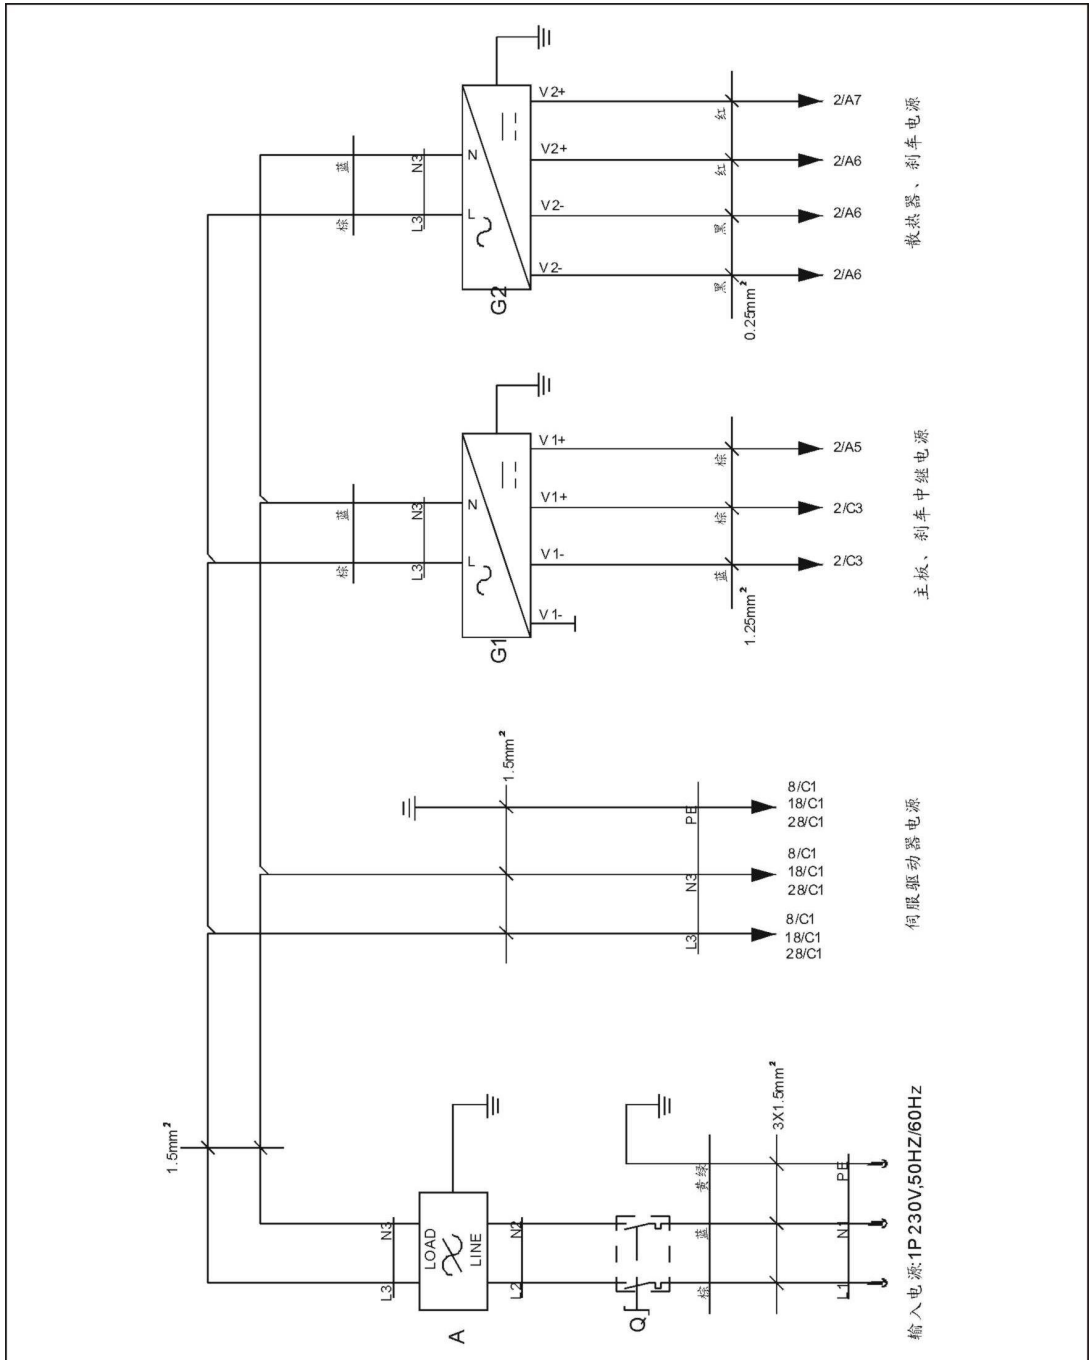 V2+
2/A7
红
V2+
2/A6
红
V2-
2/A6
黑
V2-
2/A6
黑
0.25mm²
N
L
G2
蓝
N3
棕
L3
散热器、刹车电源
V1+
2/A5
棕
V1+
2/C3
棕
V1-
2/C3
蓝
V1-
1.25mm²
N
L
G1
蓝
N3
棕
L3
主板、刹车中继电源
1.5mm²
PE
8/C1
18/C1
28/C1
N3
8/C1
18/C1
28/C1
L3
8/C1
18/C1
28/C1
伺服驱动器电源
1.5mm²
N3
L3
LOAD
LINE
A
N2
L2
Q
3X1.5mm²
黄绿
蓝
棕
PE
N1
L1
输入电源:1P230V,50HZ/60Hz